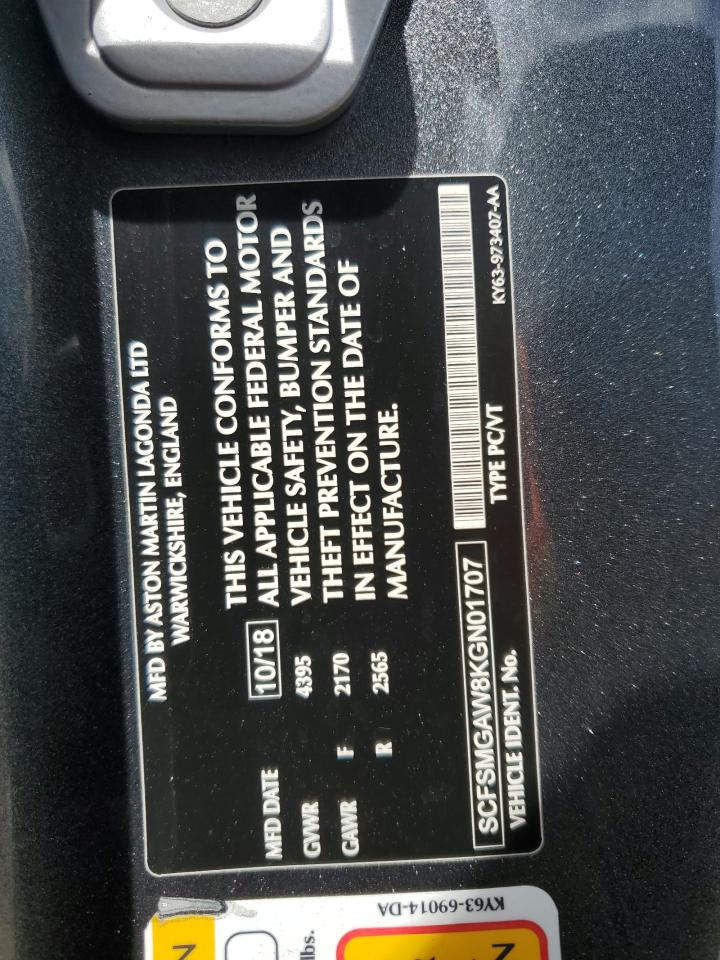 MFD BY ASTON MARTIN LAGONDA LTD
WARWICKSHIRE, ENGLAND
MFD DATE 10/18
GVWR 4395
GAWR F 2170
R 2565
THIS VEHICLE CONFORMS TO
ALL APPLICABLE FEDERAL MOTOR
VEHICLE SAFETY, BUMPER AND
THEFT PREVENTION STANDARDS
IN EFFECT ON THE DATE OF
MANUFACTURE.
SCFSMGAW8KGN01707
VEHICLE IDENT. No.
TYPE PC/VT
KY63-973407-AA
KY63-69014-DA
lbs.